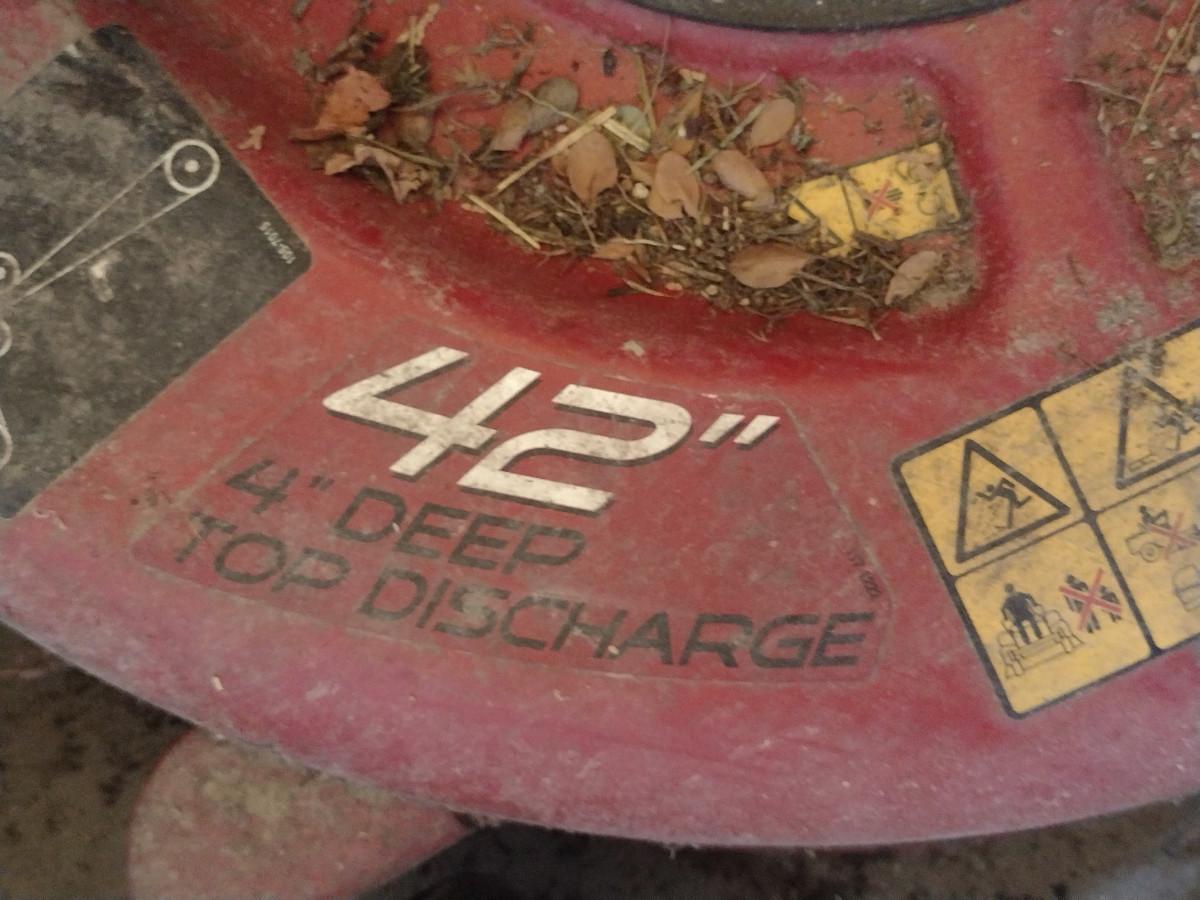 42"
4" DEEP
TOP DISCHARGE